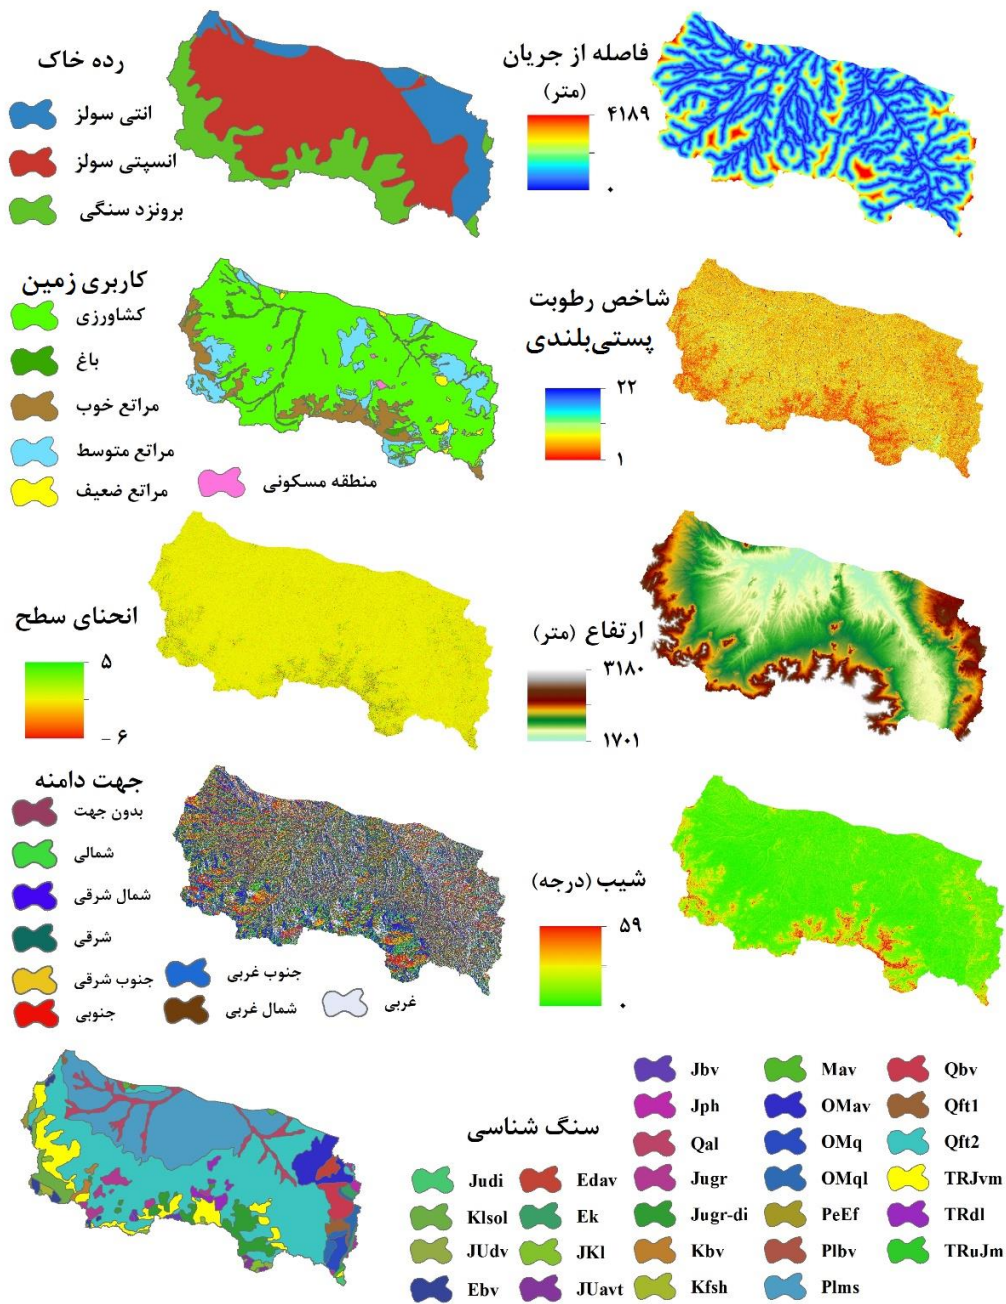 رده خاک
انتی سولز
انسپتی سولز
برونزد سنگی
فاصله از جریان
(متر)
۴۱۸۹
۰
کاربری زمین
کشاورزی
باغ
مراتع خوب
مراتع متوسط
مراتع ضعیف
منطقه مسکونی
شاخص رطوبت
پستی‌بلندی
۲۲
۱
انحنای سطح
۵
-۶
ارتفاع (متر)
۳۱۸۰
۱۷۰۱
جهت دامنه
بدون جهت
شمالی
شمال شرقی
شرقی
جنوب شرقی
جنوبی
جنوب غربی
شمال غربی
غربی
شیب (درجه)
۵۹
۰
سنگ شناسی
Judi
Klsol
JUdv
Ebv
Edav
Ek
JKl
JUavt
Jbv
Jph
Qal
Jugr
Jugr-di
Kbv
Kfsh
Mav
OMav
OMq
OMql
PeEf
Plbv
Plms
Qbv
Qft1
Qft2
TRJvm
TRdl
TRuJm